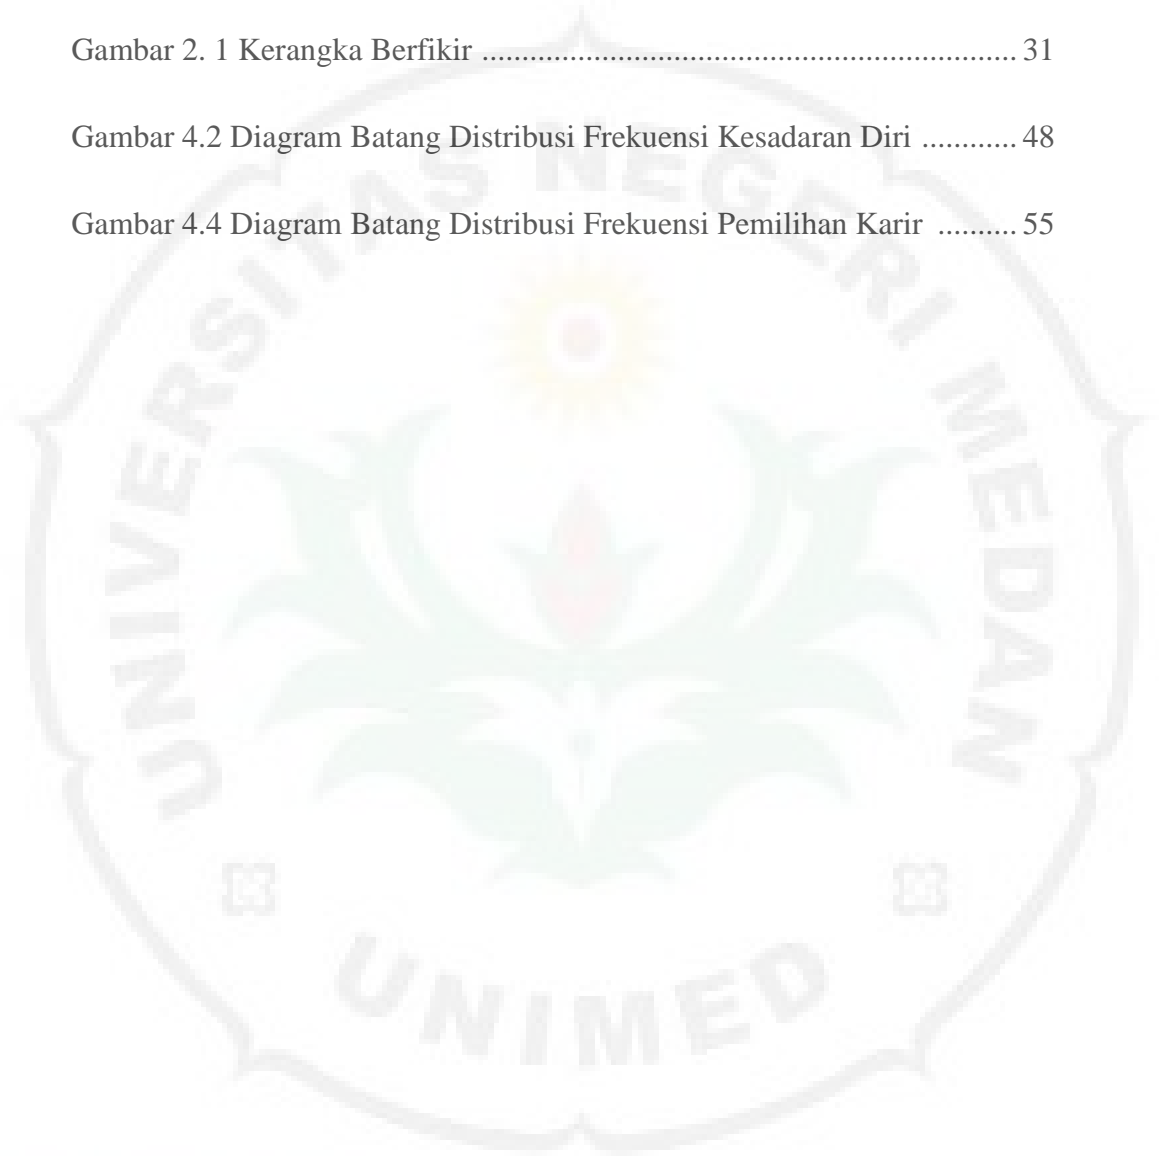 Gambar 2. 1 Kerangka Berfikir .................................................................... 31
Gambar 4.2 Diagram Batang Distribusi Frekuensi Kesadaran Diri ............ 48
Gambar 4.4 Diagram Batang Distribusi Frekuensi Pemilihan Karir .......... 55
UNIVERSITAS NEGERI MEDAN
UNIMED